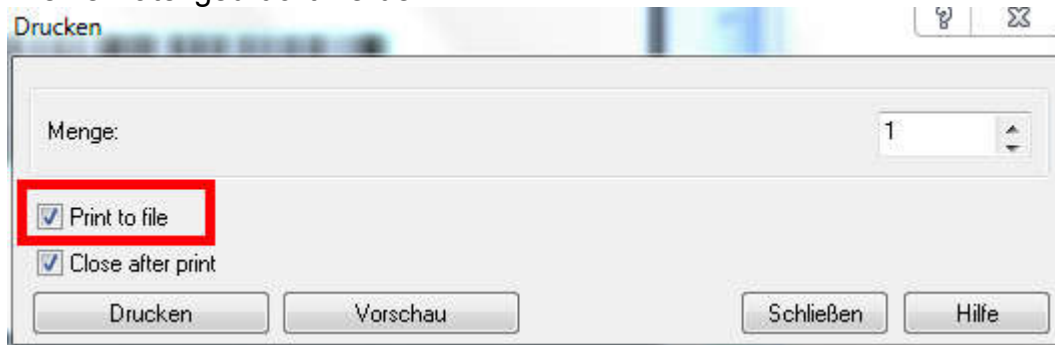 Drucken
Menge:
1
Print to file
Close after print
Drucken Vorschau Schließen Hilfe